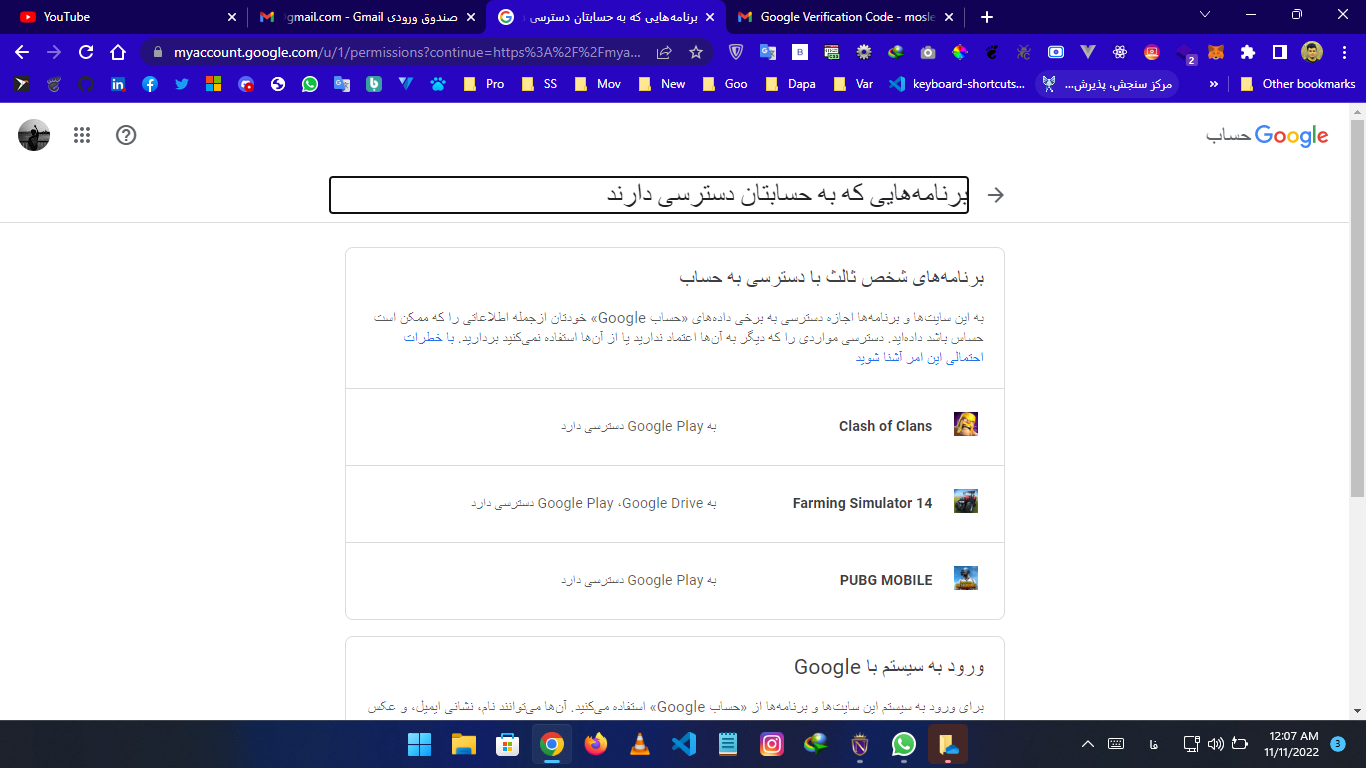 YouTube
صندوق ورودی - gmail.com - Gmail
برنامه‌هایی که به حسابتان دسترسی
Google Verification Code - mosle
myaccount.google.com/u/1/permissions?continue=https%3A%2F%2Fmya...
2
Pro
SS
Mov
New
Goo
Dapa
Var
keyboard-shortcuts...
مرکز سنجش، پذیرش...
»
Other bookmarks
Google حساب
برنامه‌هایی که به حسابتان دسترسی دارند
برنامه‌های شخص ثالث با دسترسی به حساب
به این سایت‌ها و برنامه‌ها اجازه دسترسی به برخی داده‌های «حساب Google» خودتان ازجمله اطلاعاتی را که ممکن است
حساس باشد داده‌اید. دسترسی مواردی را که دیگر به آن‌ها اعتماد ندارید یا از آن‌ها استفاده نمی‌کنید بردارید. با خطرات
احتمالی این امر آشنا شوید
Clash of Clans
به Google Play دسترسی دارد
Farming Simulator 14
به Google Drive، Google Play دسترسی دارد
PUBG MOBILE
به Google Play دسترسی دارد
ورود به سیستم با Google
برای ورود به سیستم این سایت‌ها و برنامه‌ها از «حساب Google» استفاده می‌کنید. آن‌ها می‌توانند نام، نشانی ایمیل، و عکس
فا
12:07 AM
11/11/2022
3